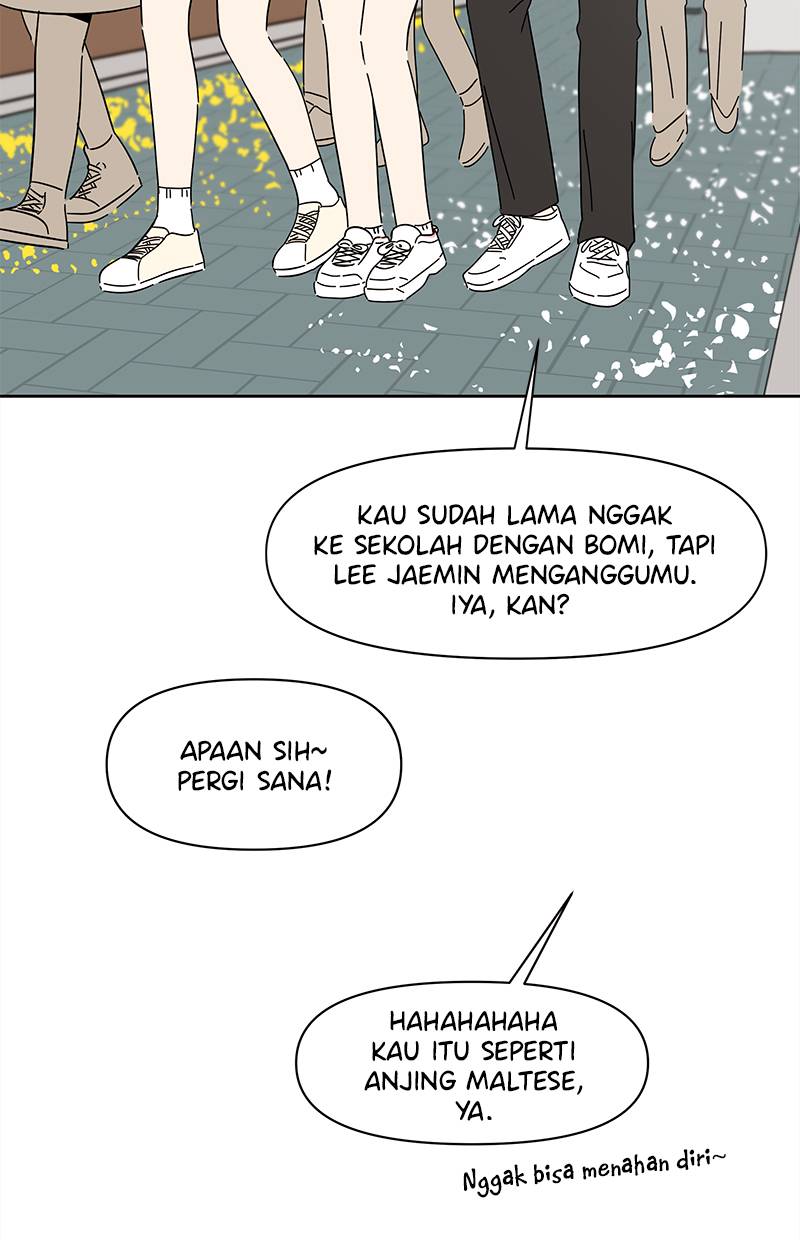 KAU SUDAH LAMA NGGAK
KE SEKOLAH DENGAN BOMI, TAPI
LEE JAEMIN MENGANGGUMU.
IYA, KAN?
APAAN SIH~
PERGI SANA!
HAHAHAHAHA
KAU ITU SEPERTI
ANJING MALTESE,
YA.
Nggak bisa menahan diri~